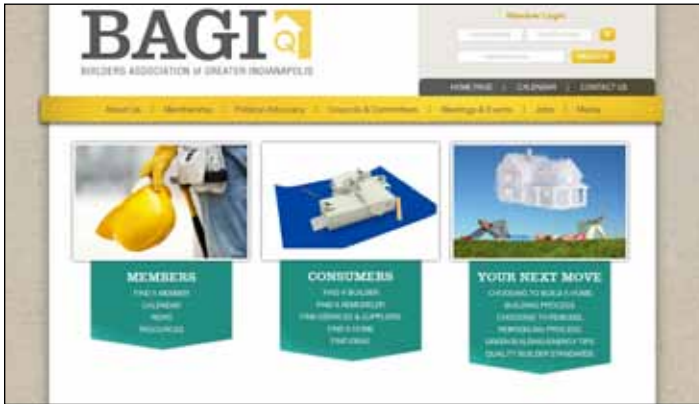 BAGI
BUILDERS ASSOCIATION of GREATER INDIANAPOLIS
Member Login
HOME PAGE | CALENDAR | CONTACT US
About Us | Membership | Political Advocacy | Councils & Committees | Meetings & Events | Jobs | Media
MEMBERS
FIND A MEMBER
CALENDAR
NEWS
RESOURCES
CONSUMERS
FIND A BUILDER
FIND A REMODELER
FIND SERVICES & SUPPLIERS
FIND A HOME
FIND IDEAS
YOUR NEXT MOVE
CHOOSING TO BUILD A HOME
BUILDING PROCESS
CHOOSING TO REMODEL
REMODELING PROCESS
GREEN BUILDING/ENERGY TIPS
QUALITY BUILDER STANDARDS